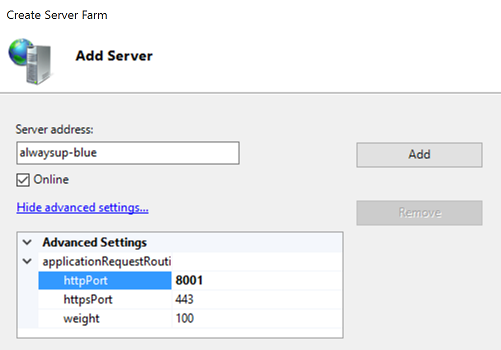 Create Server Farm
Add Server
Server address:
alwaysup-blue
Add
Online
Hide advanced settings...
Remove
Advanced Settings
applicationRequestRouti
httpPort 8001
httpsPort 443
weight 100